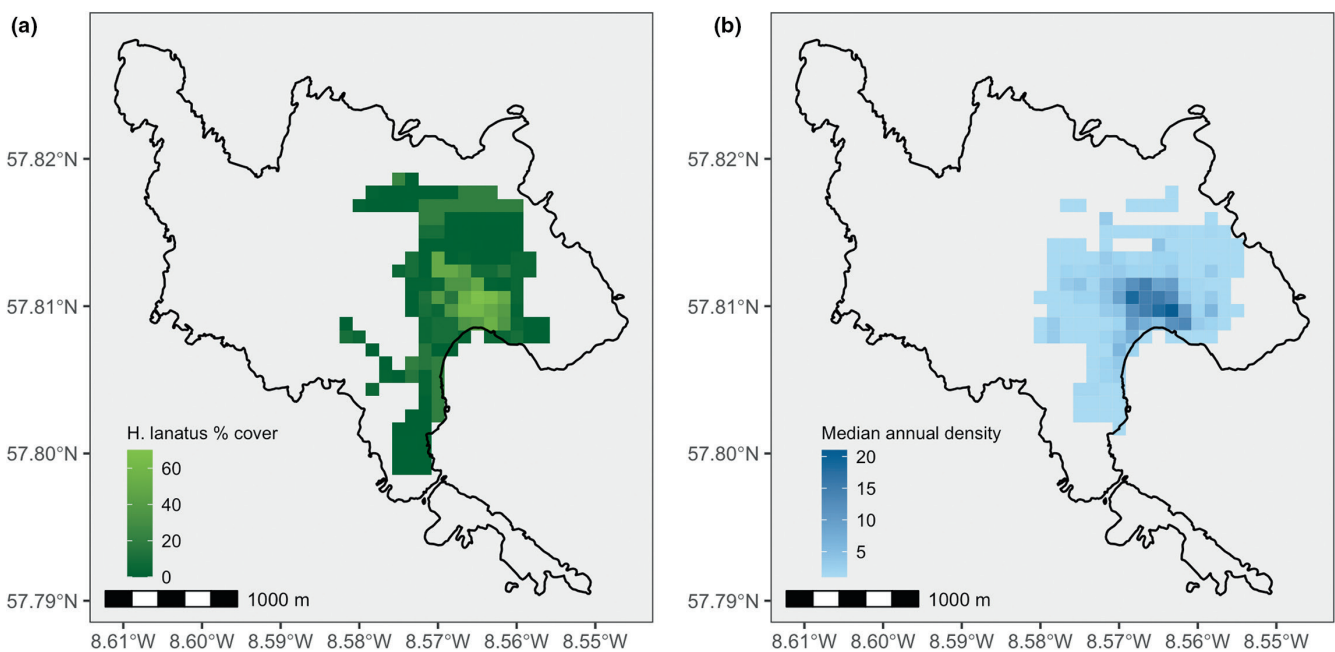 (a)
57.82°N
57.81°N
57.80°N
57.79°N
H. lanatus % cover
60
40
20
0
1000 m
8.61°W 8.60°W 8.59°W 8.58°W 8.57°W 8.56°W 8.55°W
(b)
57.82°N
57.81°N
57.80°N
57.79°N
Median annual density
20
15
10
5
1000 m
8.61°W 8.60°W 8.59°W 8.58°W 8.57°W 8.56°W 8.55°W